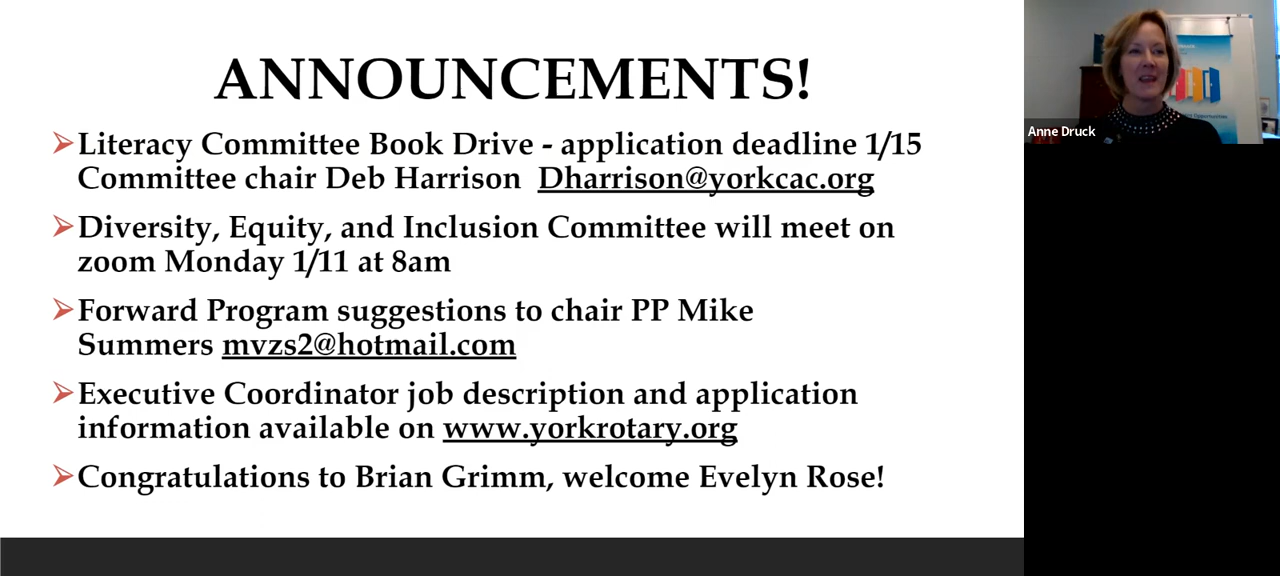 ANNOUNCEMENTS!
➢Literacy Committee Book Drive - application deadline 1/15
Committee chair Deb Harrison  Dharrison@yorkcac.org
➢Diversity, Equity, and Inclusion Committee will meet on
zoom Monday 1/11 at 8am
➢Forward Program suggestions to chair PP Mike
Summers mvzs2@hotmail.com
➢Executive Coordinator job description and application
information available on www.yorkrotary.org
➢Congratulations to Brian Grimm, welcome Evelyn Rose!
Opportunities
Anne Druck